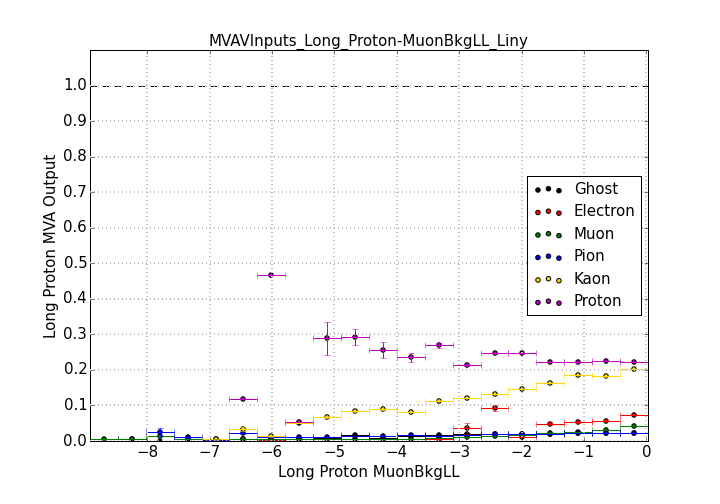 MVAVInputs_Long_Proton-MuonBkgLL_Liny
Long Proton MVA Output
1.0
0.9
0.8
0.7
0.6
0.5
0.4
0.3
0.2
0.1
0.0
Ghost
Electron
Muon
Pion
Kaon
Proton
−8 −7 −6 −5 −4 −3 −2 −1 0
Long Proton MuonBkgLL